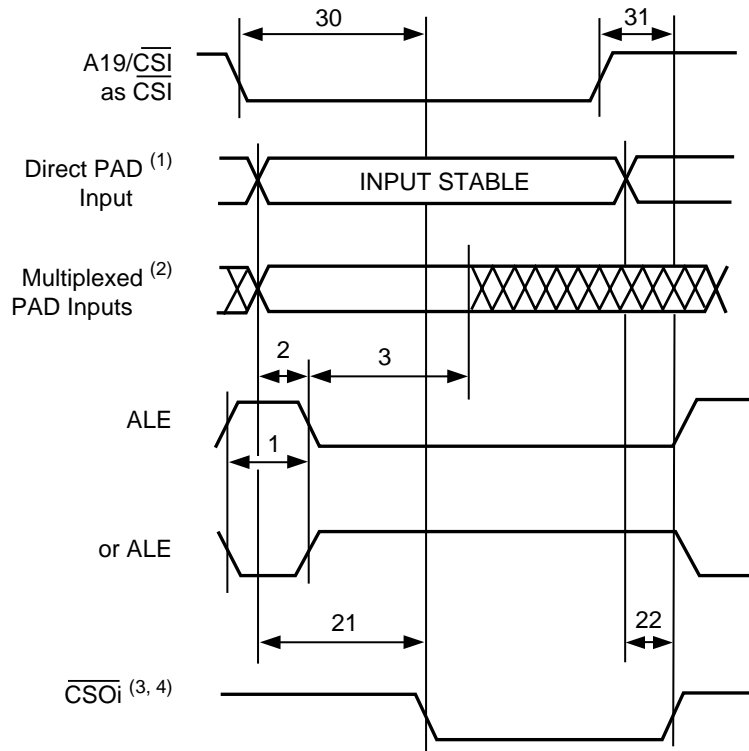 30
31
A19/CSI
as CSI
Direct PAD (1)
Input
INPUT STABLE
Multiplexed (2)
PAD Inputs
2
3
ALE
1
or ALE
21
22
CSOi (3, 4)